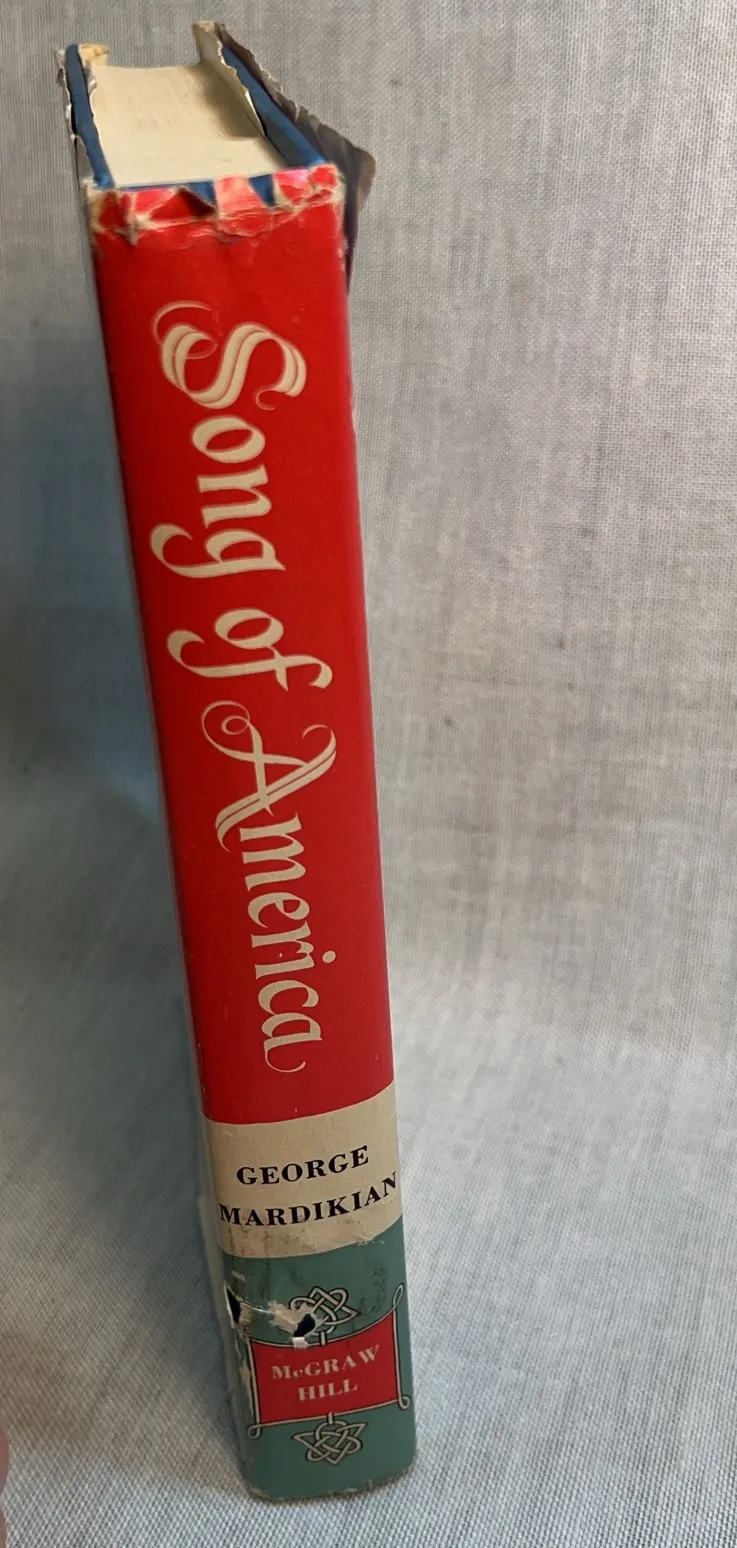 Song of America
GEORGE
MARDIKIAN
McGRAW
HILL